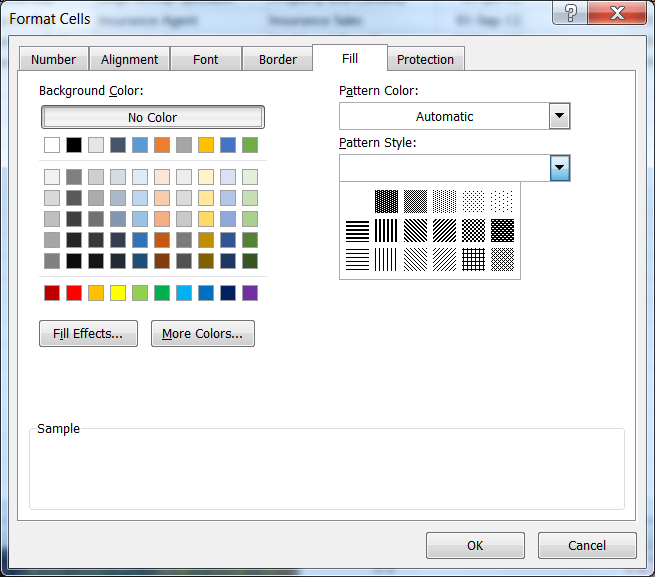 Insurance Agent Insurance Sales 01-Sep-12
Format Cells
Number Alignment Font Border Fill Protection
Background Color:
No Color
Pattern Color:
Automatic
Pattern Style:
Fill Effects...
More Colors...
Sample
OK Cancel